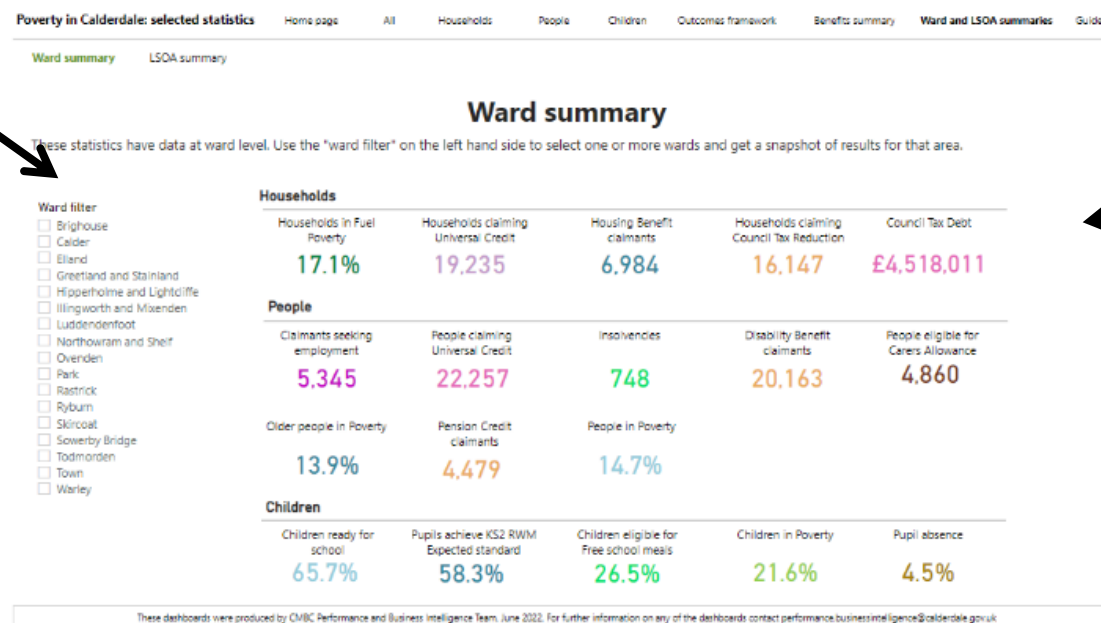 Poverty in Calderdale: selected statistics Home page All Households People Children Outcomes framework Benefits summary Ward and LSOA summaries Guide
Ward summary LSOA summary
Ward summary
These statistics have data at ward level. Use the "ward filter" on the left hand side to select one or more wards and get a snapshot of results for that area.
Ward filter
Brighouse
Calder
Elland
Greetland and Stainland
Hipperholme and Lightcliffe
Illingworth and Mixenden
Luddendenfoot
Northowram and Shelf
Ovenden
Park
Rastrick
Ryburn
Skircoat
Sowerby Bridge
Todmorden
Town
Warley
Households
Households in Fuel Households claiming Housing Benefit Households claiming Council Tax Debt
Poverty Universal Credit claimants Council Tax Reduction
17.1% 19,235 6,984 16,147 £4,518,011
People
Claimants seeking People claiming Insolvencies Disability Benefit People eligible for
employment Universal Credit claimants Carers Allowance
5,345 22,257 748 20,163 4,860
Older people in Poverty Pension Credit People in Poverty
claimants
13.9% 4,479 14.7%
Children
Children ready for Pupils achieve KS2 RWM Children eligible for Children in Poverty Pupil absence
school Expected standard Free school meals
65.7% 58.3% 26.5% 21.6% 4.5%
These dashboards were produced by CMBC Performance and Business Intelligence Team, June 2022. For further information on any of the dashboards contact performance.businessintelligence@calderdale.gov.uk